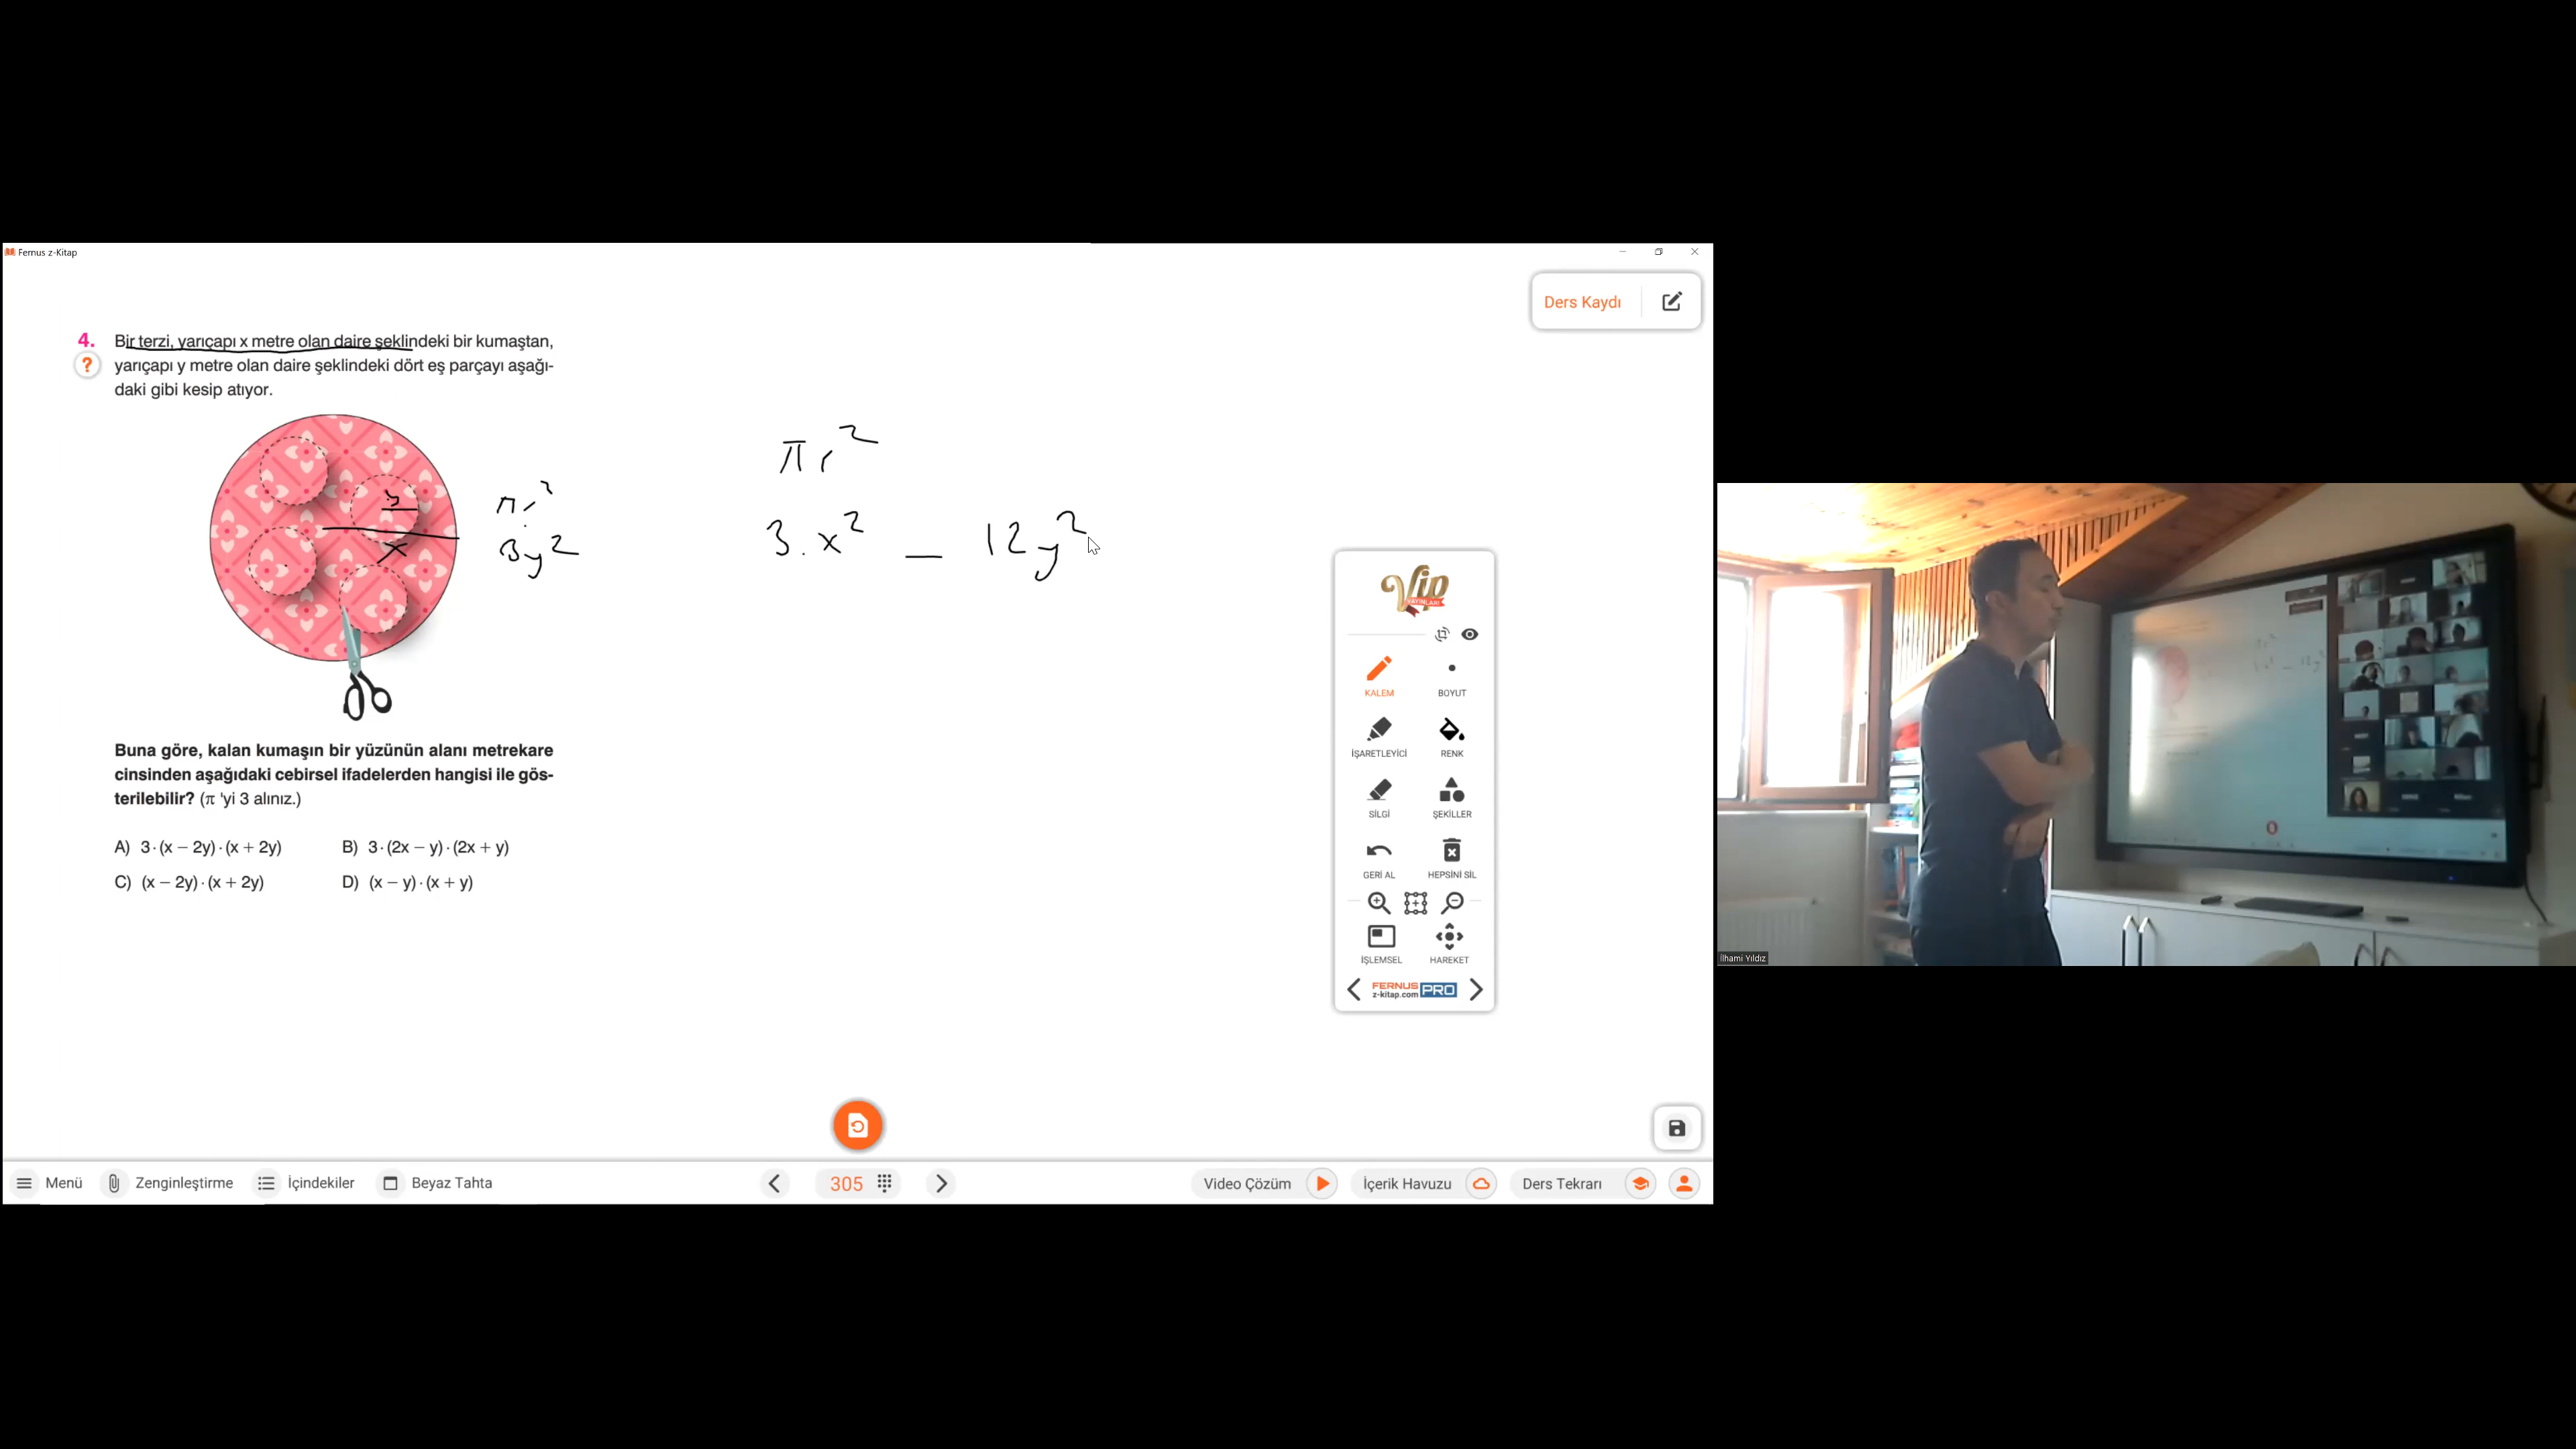 Fernus z-Kitap
Ders Kaydı
4. Bir terzi, yarıçapı x metre olan daire şeklindeki bir kumaştan,
? yarıçapı y metre olan daire şeklindeki dört eş parçayı aşağı-
daki gibi kesip atıyor.
y
x
πr²
3y²
πr²
3.x² - 12y²
Buna göre, kalan kumaşın bir yüzünün alanı metrekare
cinsinden aşağıdaki cebirsel ifadelerden hangisi ile gös-
terilebilir? (π 'yi 3 alınız.)
A) 3·(x − 2y)·(x + 2y) B) 3·(2x − y)·(2x + y)
C) (x − 2y)·(x + 2y) D) (x − y)·(x + y)
Vip
YAYINLARI
KALEM BOYUT
İŞARETLEYİCİ RENK
SİLGİ ŞEKİLLER
GERİ AL HEPSİNİ SİL
İŞLEMSEL HAREKET
FERNUS
z-kitap.com PRO
İlhami Yıldız
Menü Zenginleştirme İçindekiler Beyaz Tahta 305 Video Çözüm İçerik Havuzu Ders Tekrarı